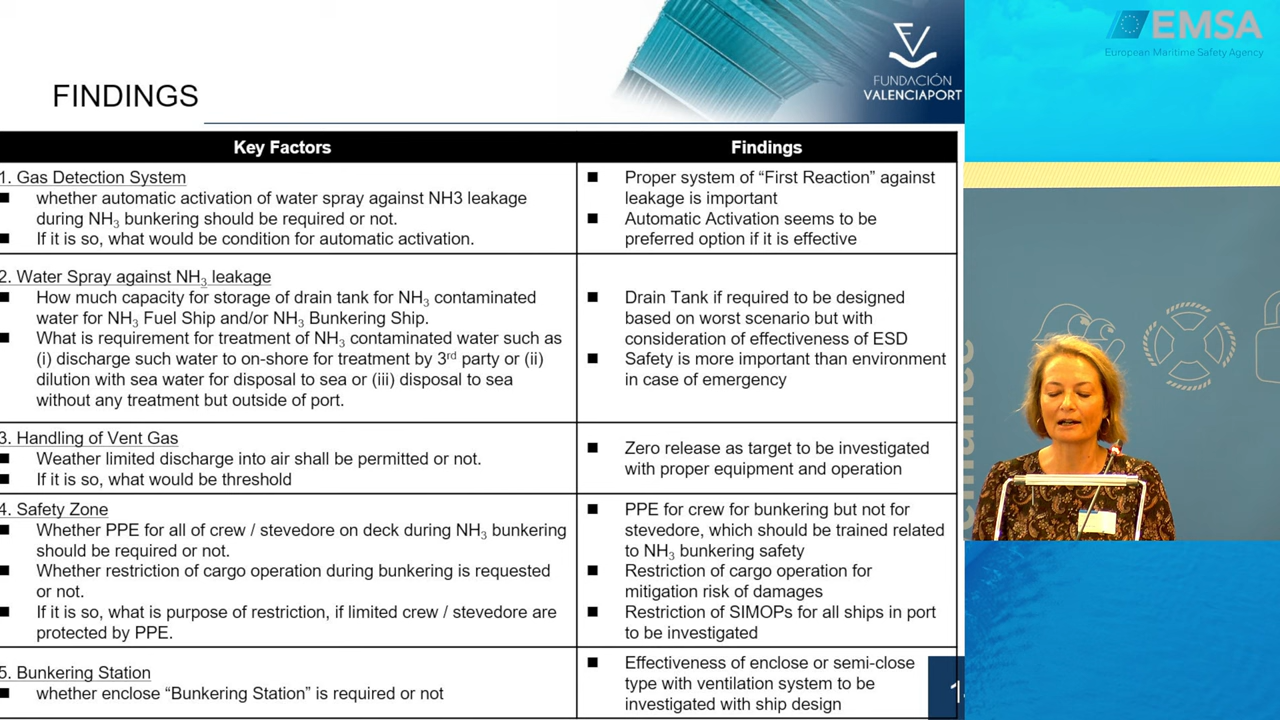 EMSA
European Maritime Safety Agency
FUNDACIÓN
VALENCIAPORT
FINDINGS
Key Factors
Findings
1. Gas Detection System
■ whether automatic activation of water spray against NH3 leakage
during NH₃ bunkering should be required or not.
■ If it is so, what would be condition for automatic activation.
■ Proper system of “First Reaction” against
leakage is important
■ Automatic Activation seems to be
preferred option if it is effective
2. Water Spray against NH₃ leakage
■ How much capacity for storage of drain tank for NH₃ contaminated
water for NH₃ Fuel Ship and/or NH₃ Bunkering Ship.
■ What is requirement for treatment of NH₃ contaminated water such as
(i) discharge such water to on-shore for treatment by 3rd party or (ii)
dilution with sea water for disposal to sea or (iii) disposal to sea
without any treatment but outside of port.
■ Drain Tank if required to be designed
based on worst scenario but with
consideration of effectiveness of ESD
■ Safety is more important than environment
in case of emergency
3. Handling of Vent Gas
■ Weather limited discharge into air shall be permitted or not.
■ If it is so, what would be threshold
■ Zero release as target to be investigated
with proper equipment and operation
4. Safety Zone
■ Whether PPE for all of crew / stevedore on deck during NH₃ bunkering
should be required or not.
■ Whether restriction of cargo operation during bunkering is requested
or not.
■ If it is so, what is purpose of restriction, if limited crew / stevedore are
protected by PPE.
■ PPE for crew for bunkering but not for
stevedore, which should be trained related
to NH₃ bunkering safety
■ Restriction of cargo operation for
mitigation risk of damages
■ Restriction of SIMOPs for all ships in port
to be investigated
5. Bunkering Station
■ whether enclose “Bunkering Station” is required or not
■ Effectiveness of enclose or semi-close
type with ventilation system to be
investigated with ship design